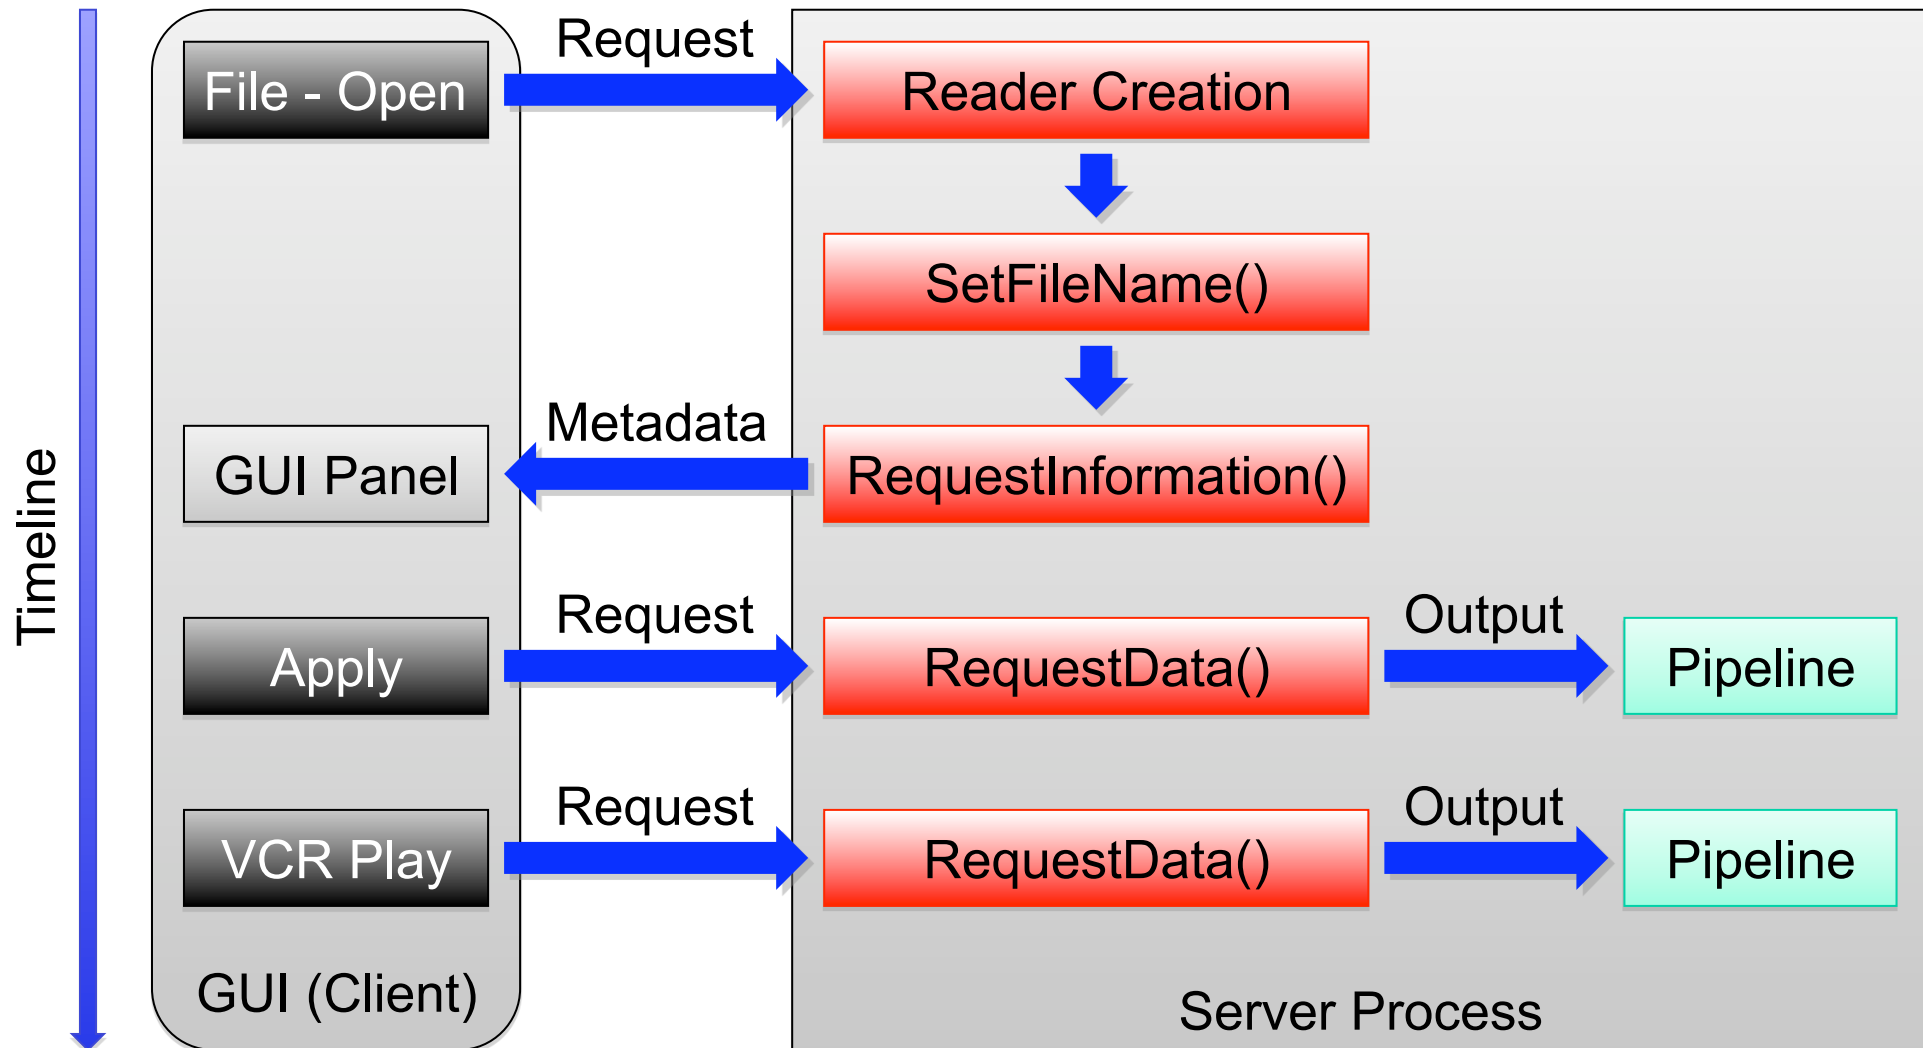 Timeline
File - Open
Request
Reader Creation
SetFileName()
GUI Panel
Metadata
RequestInformation()
Apply
Request
RequestData()
Output
Pipeline
VCR Play
Request
RequestData()
Output
Pipeline
GUI (Client)
Server Process